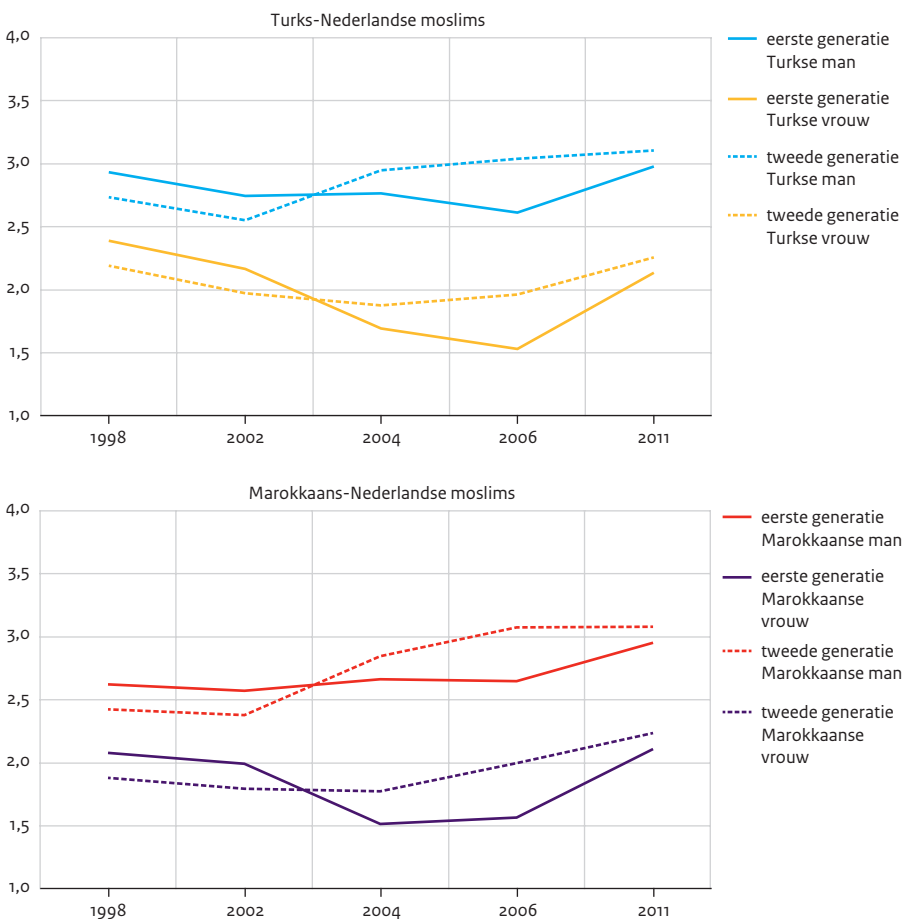 Turks-Nederlandse moslims
4,0
3,5
3,0
2,5
2,0
1,5
1,0
1998 2002 2004 2006 2011
eerste generatie
Turkse man
eerste generatie
Turkse vrouw
tweede generatie
Turkse man
tweede generatie
Turkse vrouw
Marokkaans-Nederlandse moslims
4,0
3,5
3,0
2,5
2,0
1,5
1,0
1998 2002 2004 2006 2011
eerste generatie
Marokkaanse man
eerste generatie
Marokkaanse
vrouw
tweede generatie
Marokkaanse man
tweede generatie
Marokkaanse
vrouw